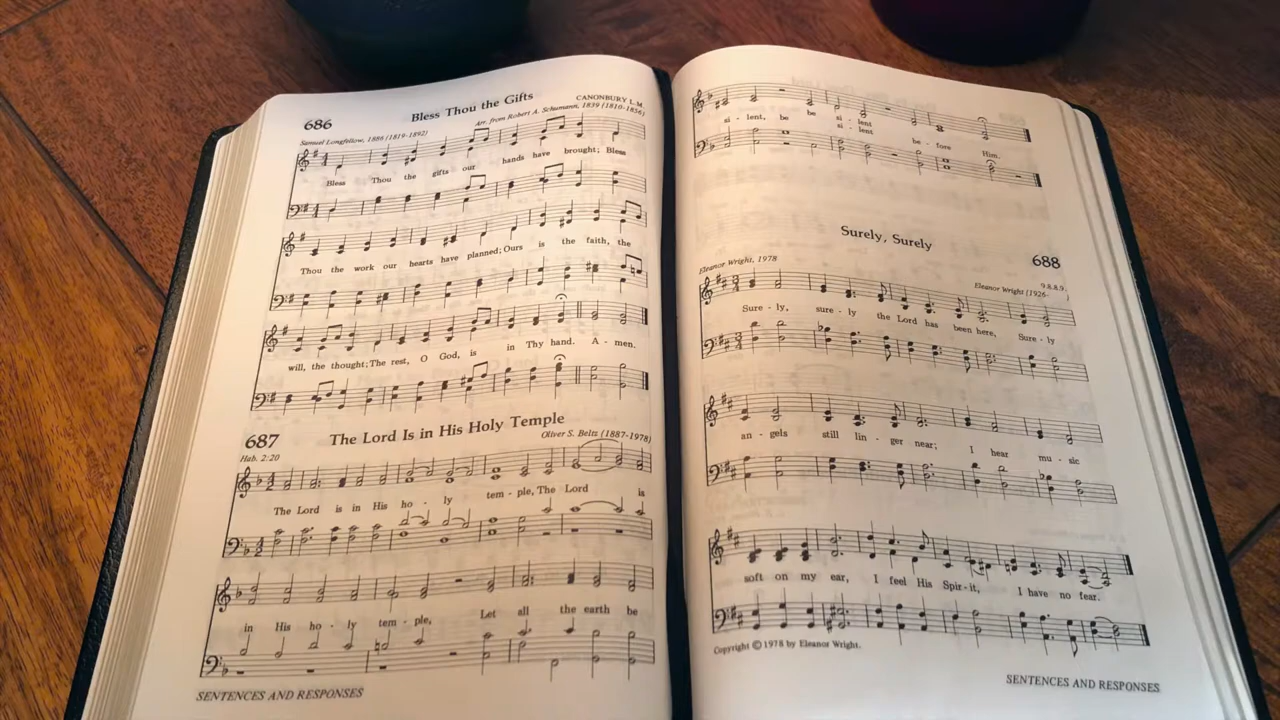 686
Bless Thou the Gifts
CANONBURY L.M.
Samuel Longfellow, 1886 (1819-1892)
Arr. from Robert A. Schumann, 1839 (1810-1856)
Bless Thou the gifts our hands have brought; Bless
Thou the work our hearts have planned; Ours is the faith, the
will, the thought; The rest, O God, is in Thy hand. A - men.
687
The Lord Is in His Holy Temple
Hab. 2:20
Oliver S. Beltz (1887-1978)
The Lord is in His ho - ly tem - ple, The Lord is
in His ho - ly tem - ple, Let all the earth be
SENTENCES AND RESPONSES
si - lent, be be si - lent
si - lent be - fore Him.
Surely, Surely
688
Eleanor Wright, 1978
9.8.8.9.
Eleanor Wright (1926- )
Sure - ly, sure - ly the Lord has been here, Sure - ly
an - gels still lin - ger near; I hear mu - sic
soft on my ear, I feel His Spir - it, I have no fear.
Copyright © 1978 by Eleanor Wright.
SENTENCES AND RESPONSES